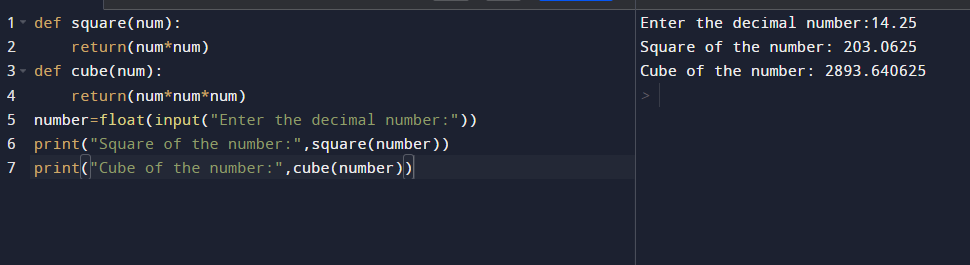 1 def square(num):
2     return(num*num)
3 def cube(num):
4     return(num*num*num)
5 number=float(input("Enter the decimal number:"))
6 print("Square of the number:",square(number))
7 print("Cube of the number:",cube(number))
Enter the decimal number:14.25
Square of the number: 203.0625
Cube of the number: 2893.640625
>